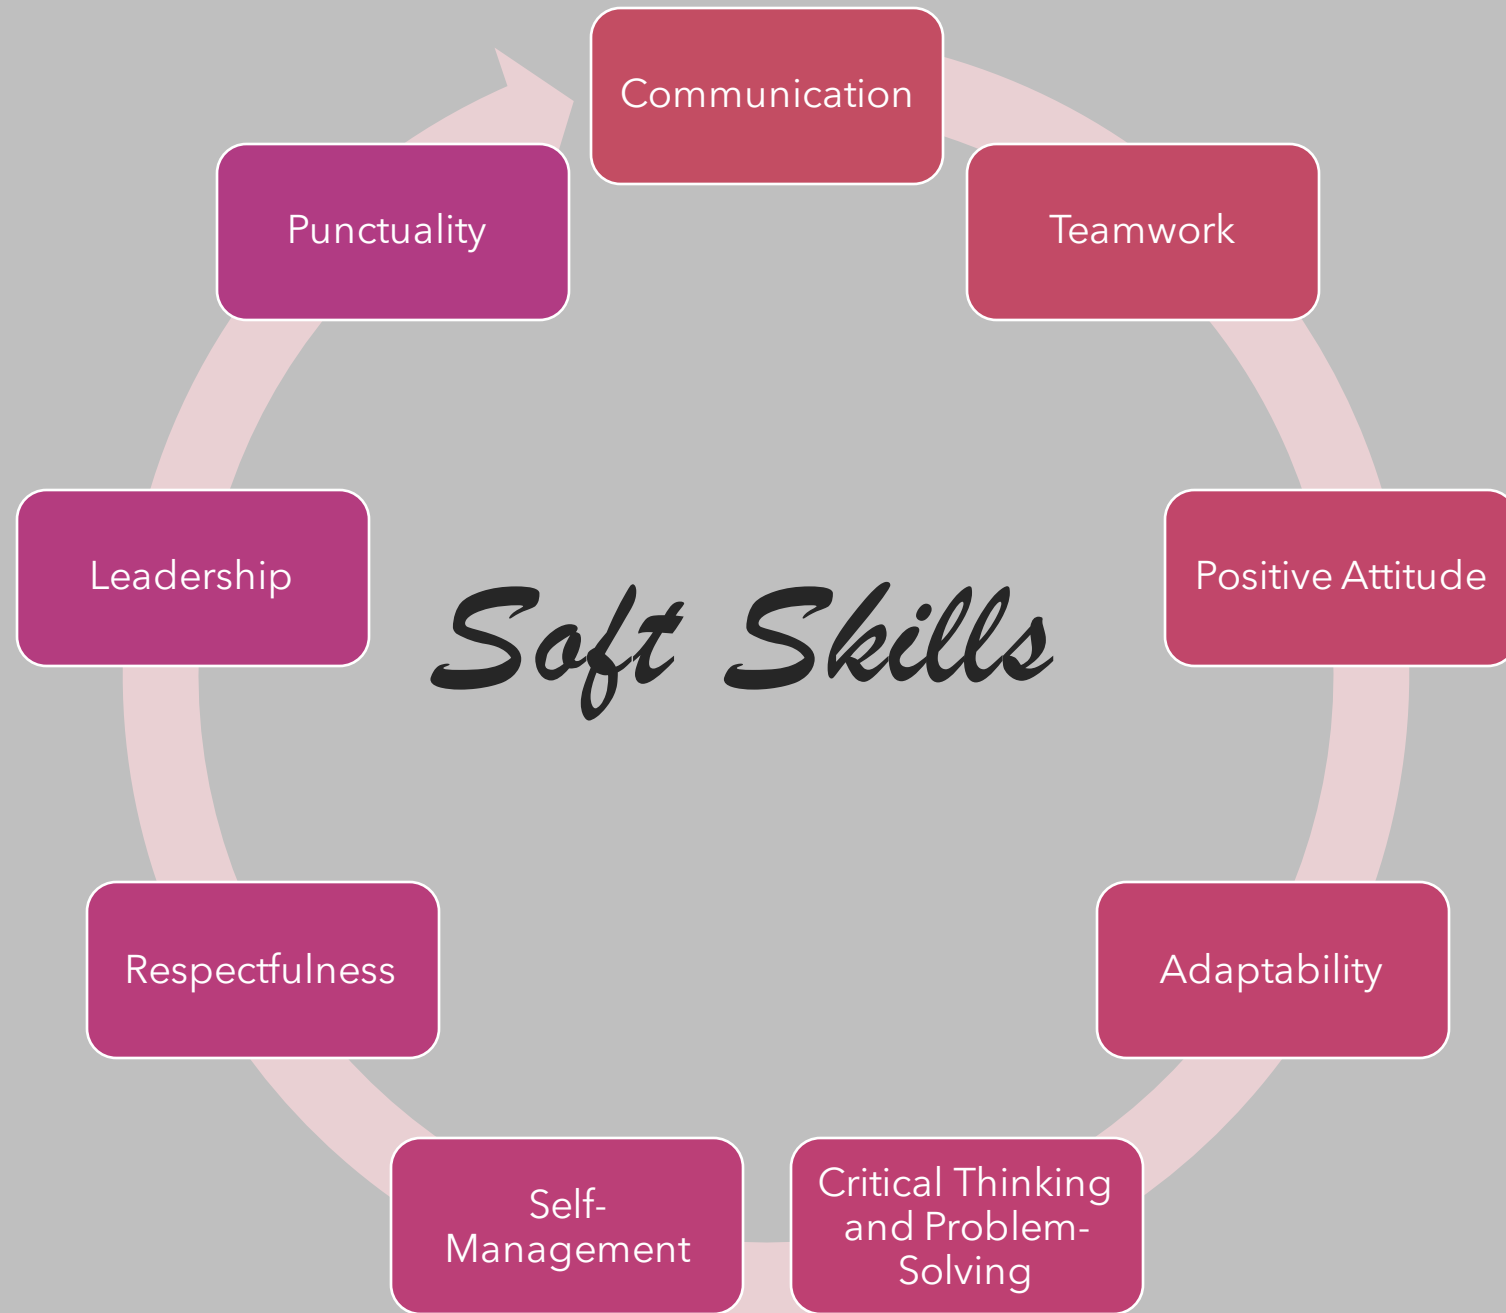 Communication
Teamwork
Positive Attitude
Adaptability
Critical Thinking
and Problem-
Solving
Self-
Management
Respectfulness
Leadership
Punctuality
Soft Skills